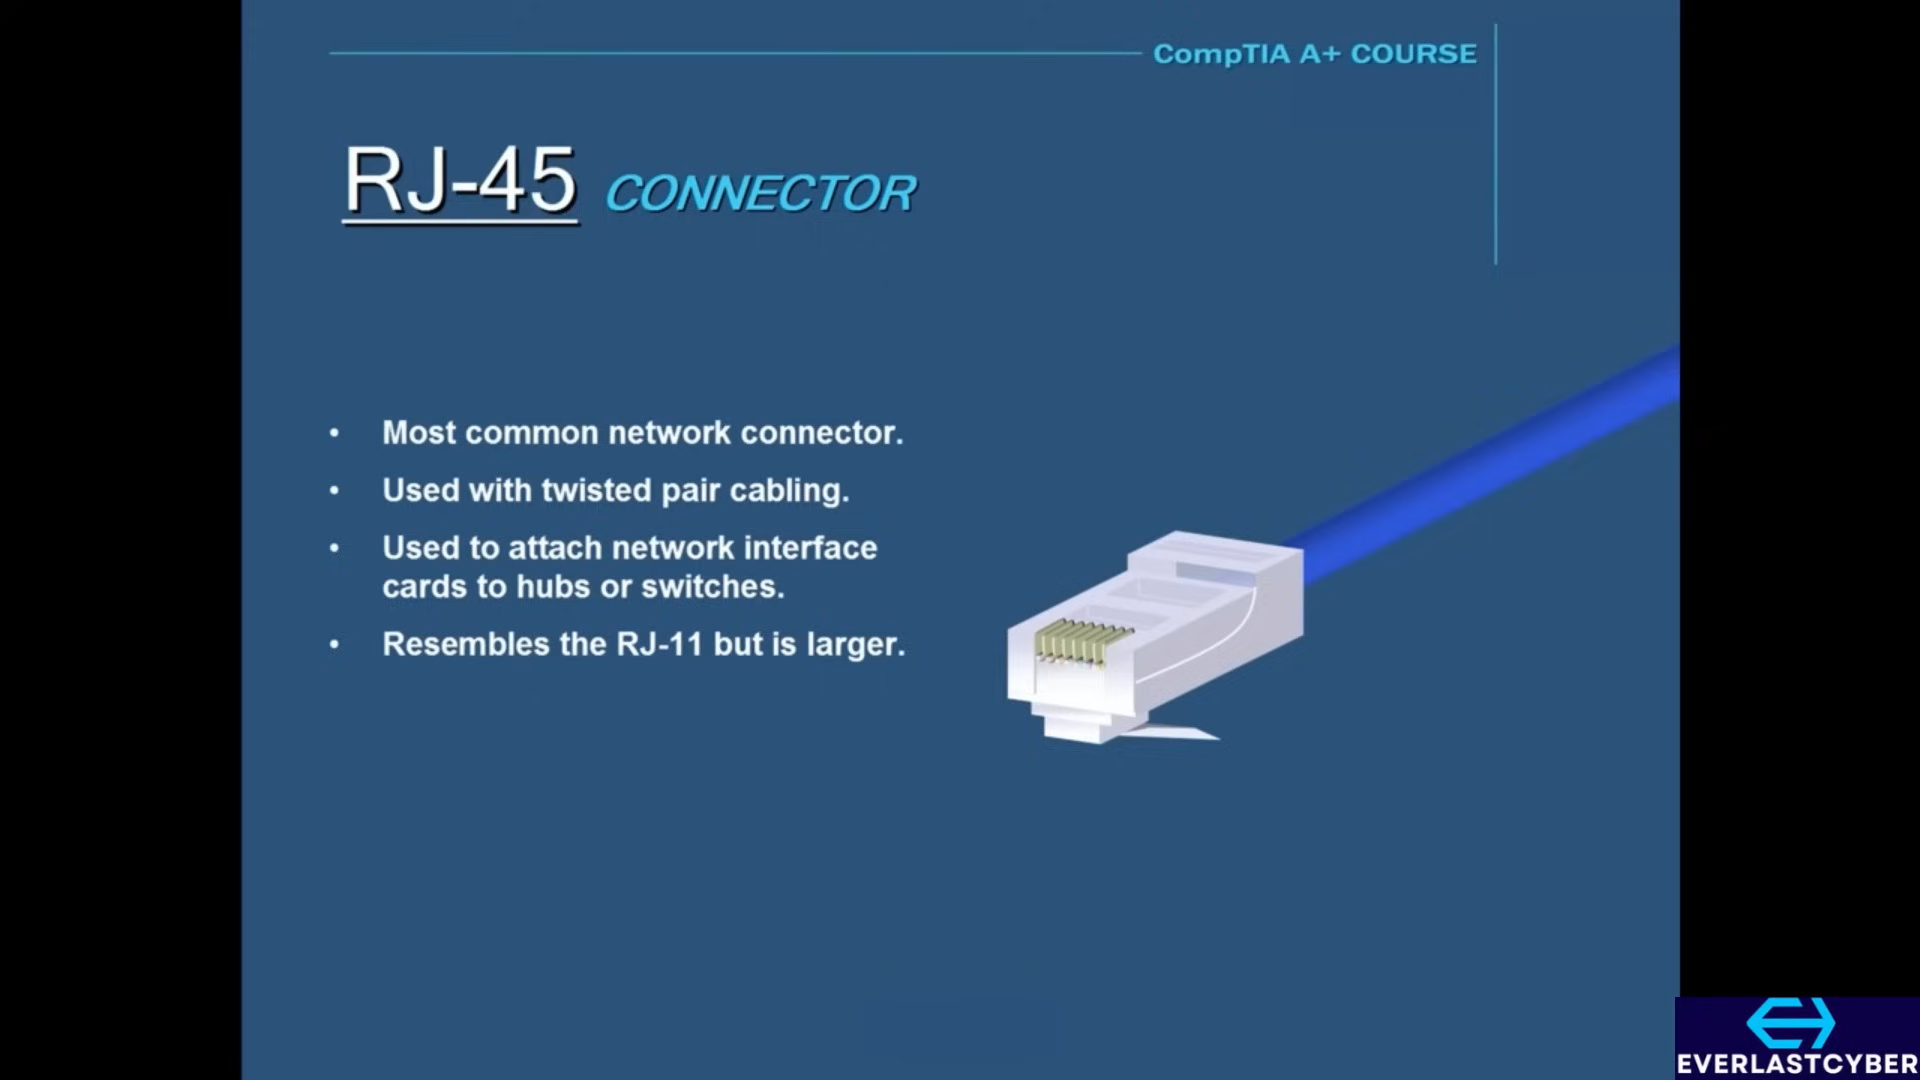 CompTIA A+ COURSE
RJ-45 CONNECTOR
• Most common network connector.
• Used with twisted pair cabling.
• Used to attach network interface
cards to hubs or switches.
• Resembles the RJ-11 but is larger.
EVERLASTCYBER